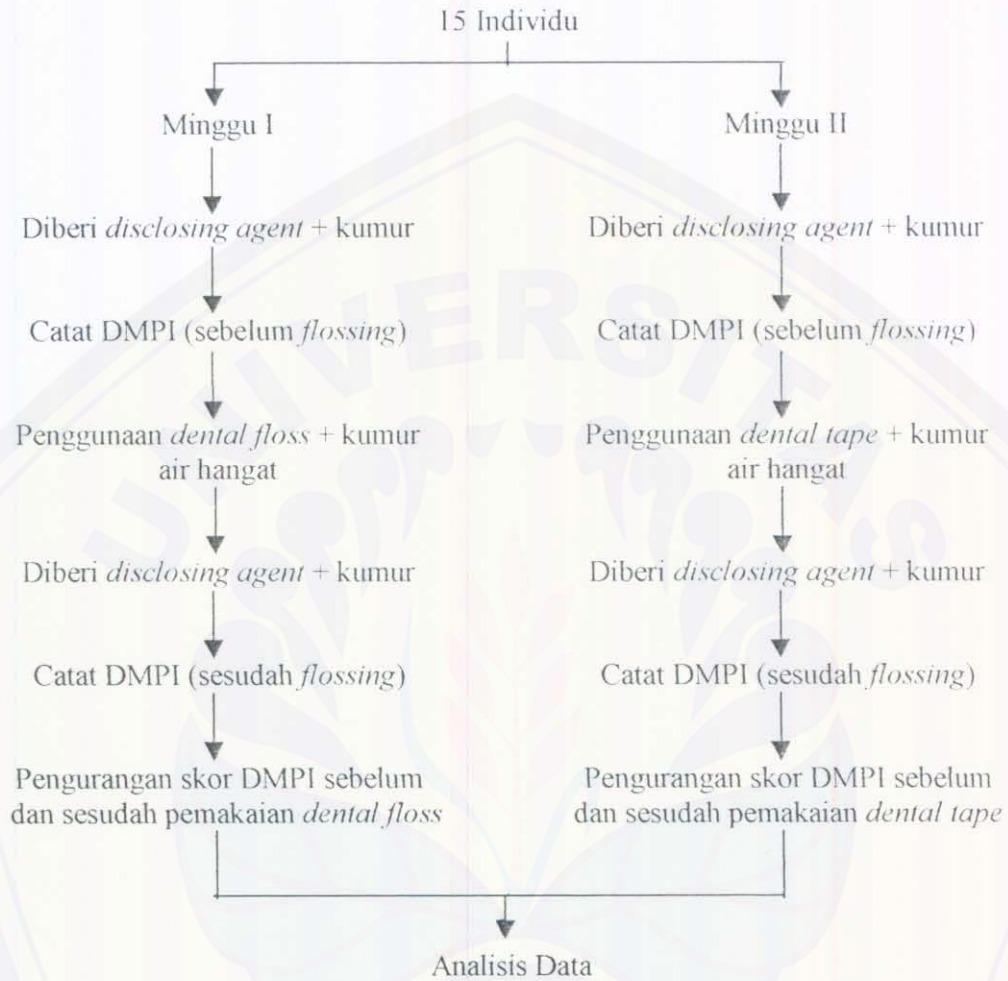 15 Individu
Minggu I
Diberi disclosing agent + kumur
Catat DMPI (sebelum flossing)
Penggunaan dental floss + kumur
air hangat
Diberi disclosing agent + kumur
Catat DMPI (sesudah flossing)
Pengurangan skor DMPI sebelum
dan sesudah pemakaian dental floss
Minggu II
Diberi disclosing agent + kumur
Catat DMPI (sebelum flossing)
Penggunaan dental tape + kumur
air hangat
Diberi disclosing agent + kumur
Catat DMPI (sesudah flossing)
Pengurangan skor DMPI sebelum
dan sesudah pemakaian dental tape
Analisis Data
UNIVERSITAS